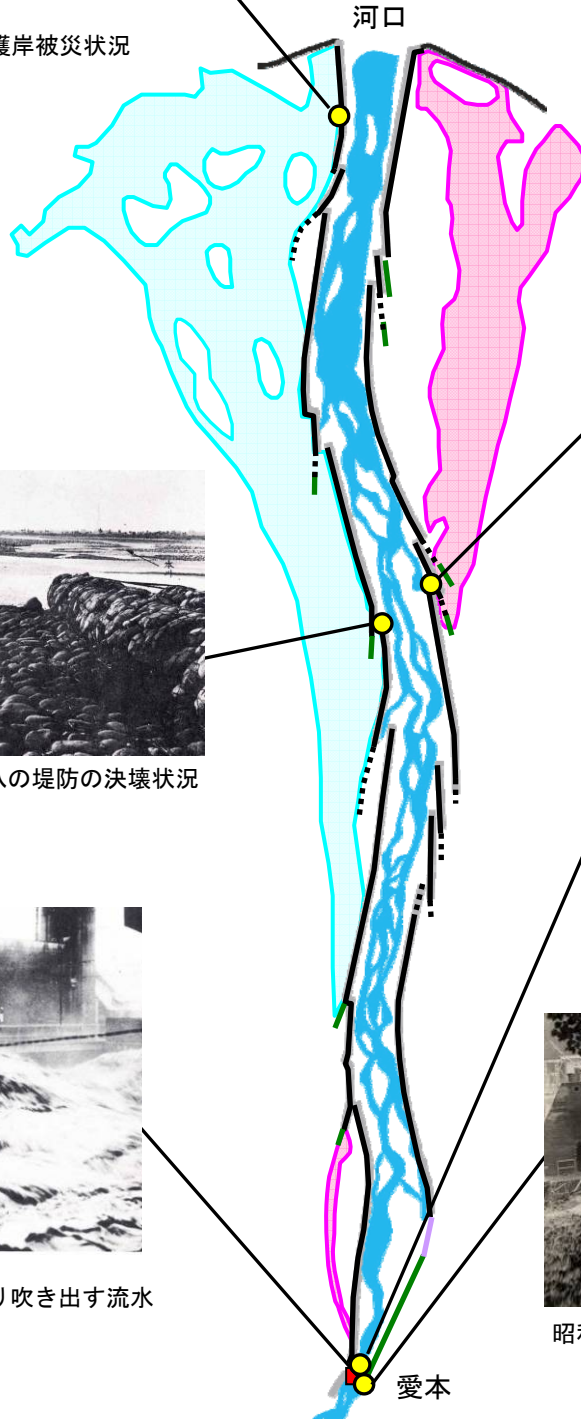 河口
護岸被災状況
の堤防の決壊状況
り吹き出す流水
昭
愛本